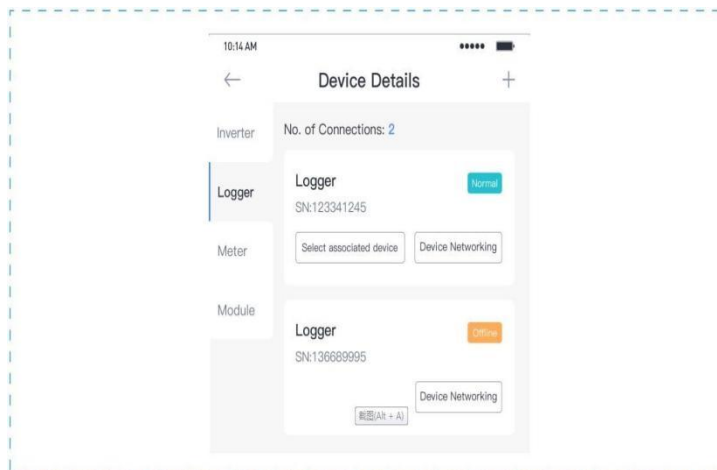 10:14 AM
Device Details
Inverter
Logger
Meter
Module
No. of Connections: 2
Logger
Normal
SN:123341245
Select associated device
Device Networking
Logger
Offline
SN:136689995
Device Networking
截图(Alt + A)